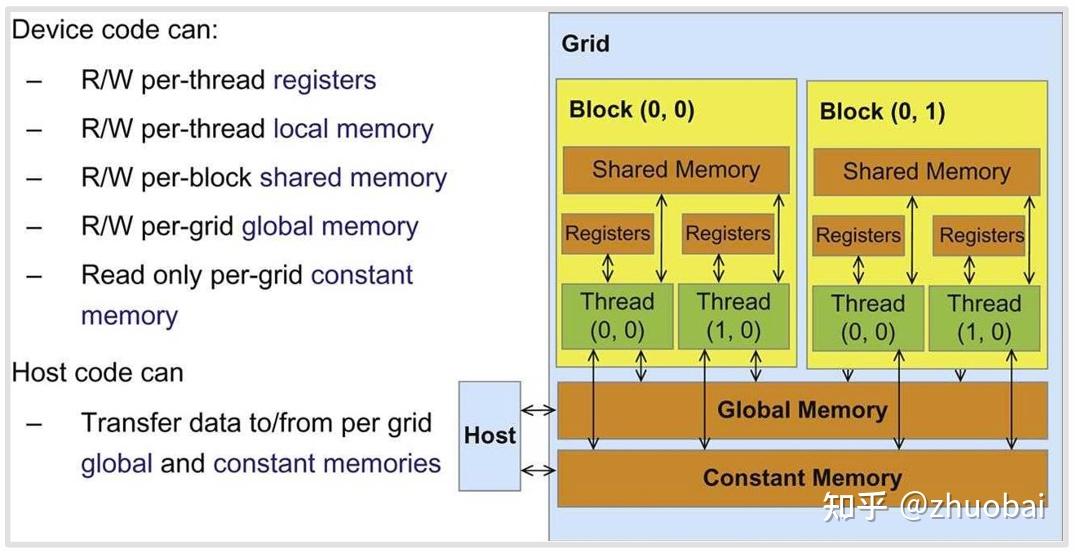 Device code can:
– R/W per-thread registers
– R/W per-thread local memory
– R/W per-block shared memory
– R/W per-grid global memory
– Read only per-grid constant
memory
Host code can
– Transfer data to/from per grid
global and constant memories
Grid
Block (0, 0)
Block (0, 1)
Shared Memory
Shared Memory
Registers
Registers
Registers
Registers
Thread
(0, 0)
Thread
(1, 0)
Thread
(0, 0)
Thread
(1, 0)
Host
Global Memory
Constant Memory
知乎 @zhuobai